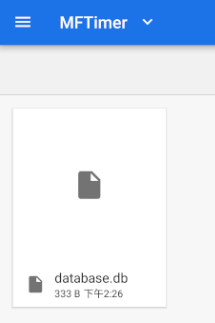 MFTimer
database.db
333 B 下午2:26